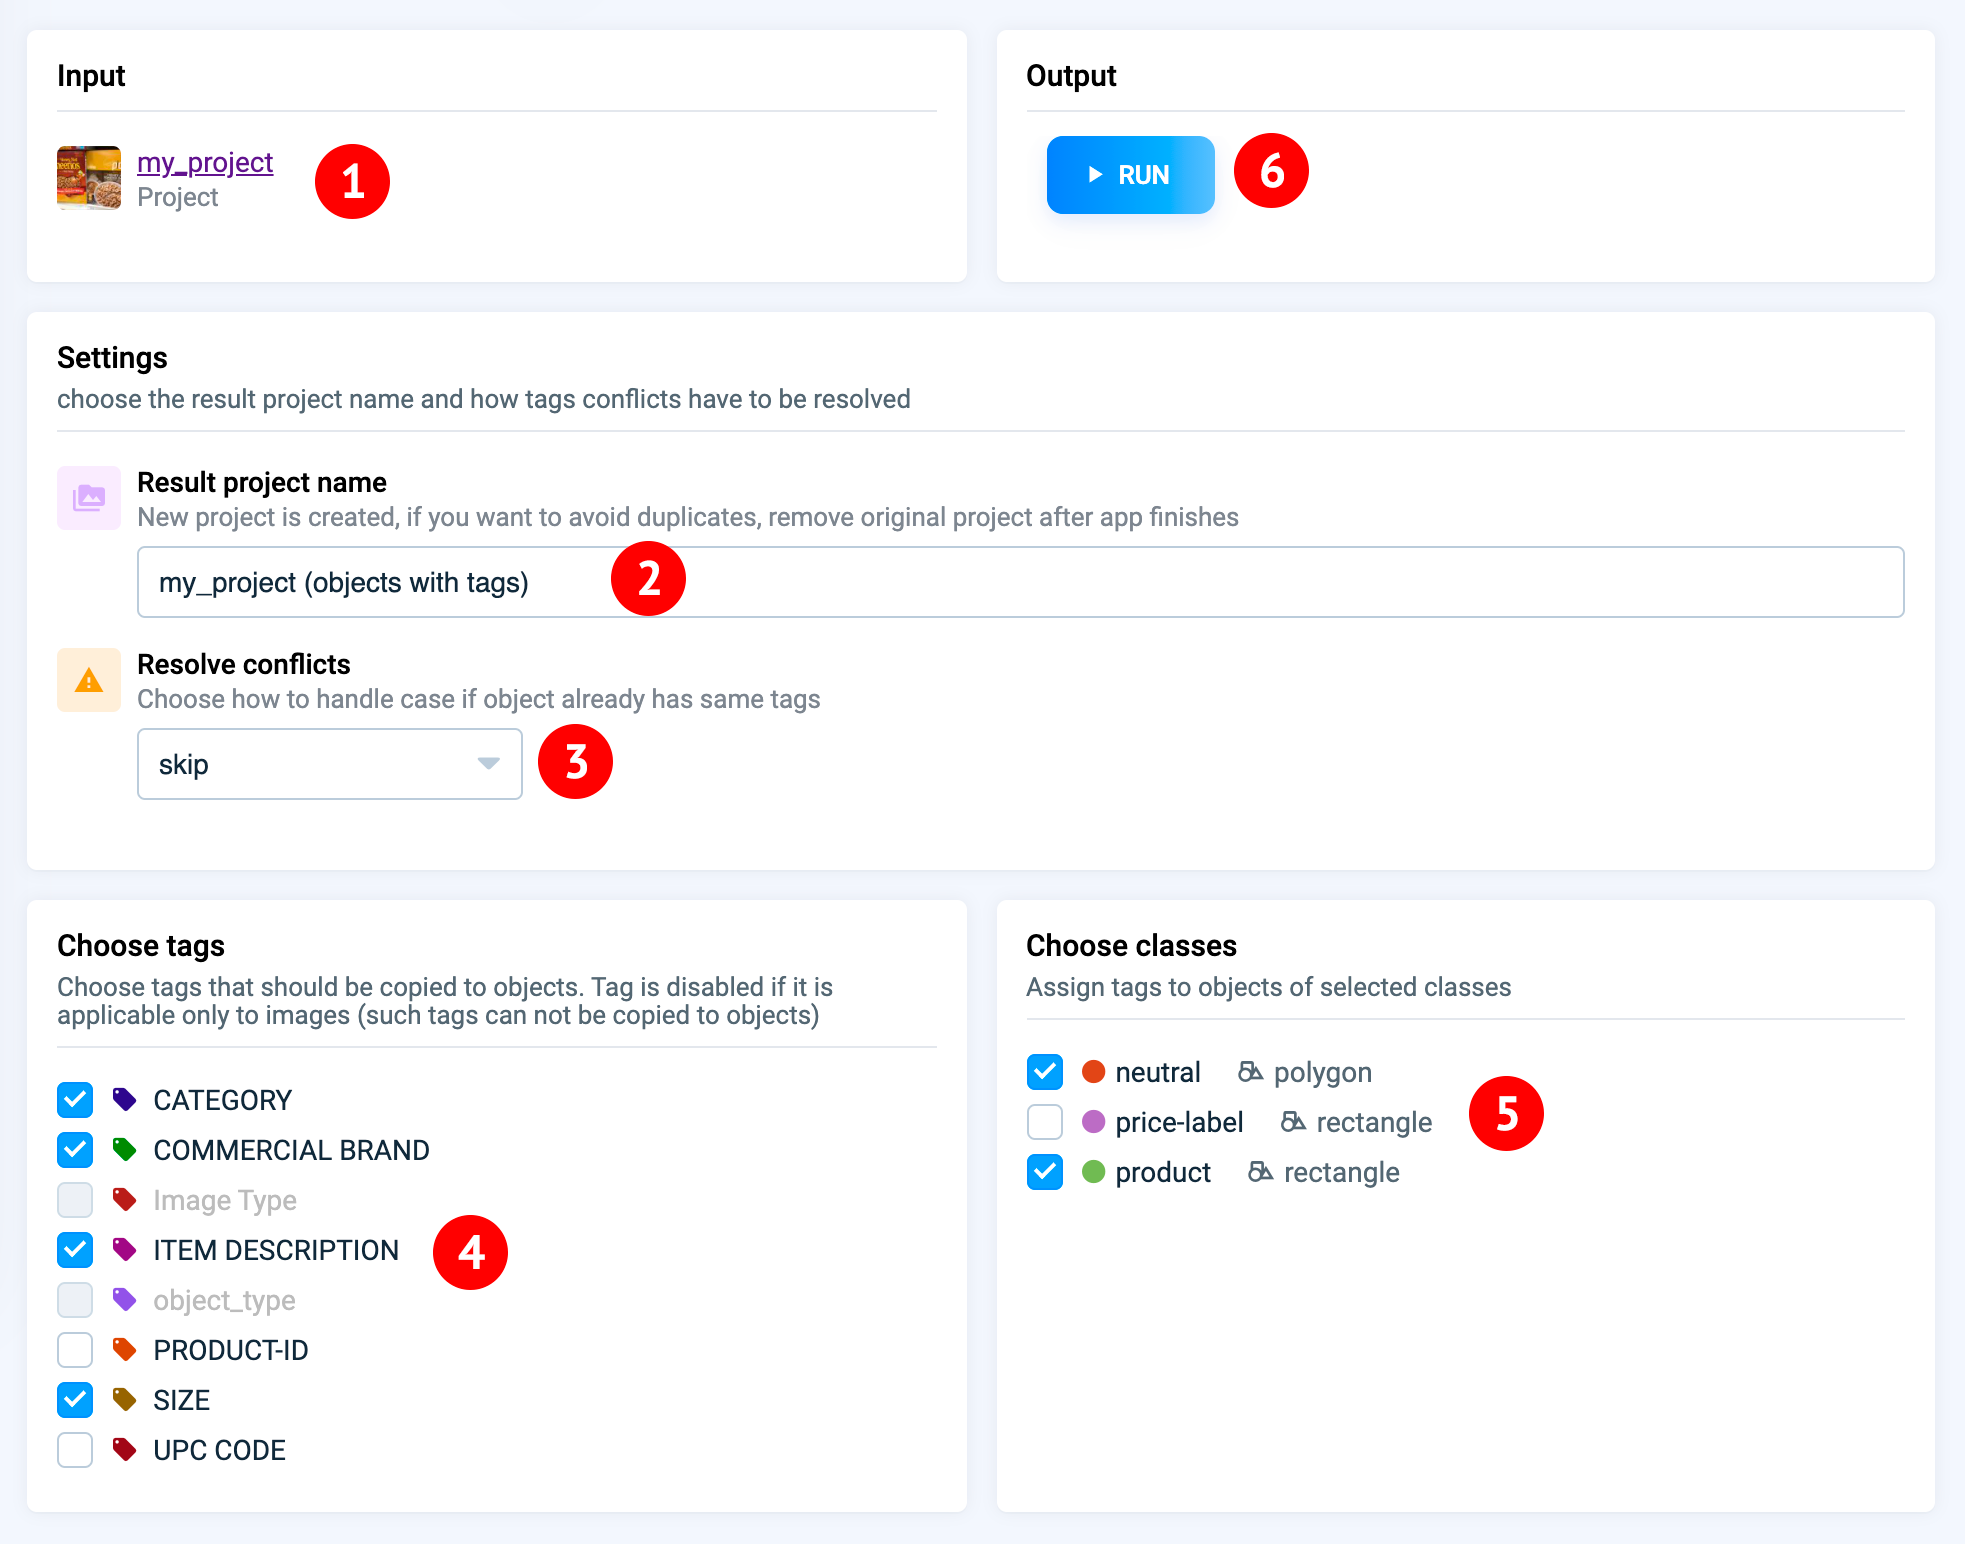 Input
my_project
Project
1
Output
RUN
6
Settings
choose the result project name and how tags conflicts have to be resolved
Result project name
New project is created, if you want to avoid duplicates, remove original project after app finishes
my_project (objects with tags)
2
Resolve conflicts
Choose how to handle case if object already has same tags
skip
3
Choose tags
Choose tags that should be copied to objects. Tag is disabled if it is
applicable only to images (such tags can not be copied to objects)
CATEGORY
COMMERCIAL BRAND
Image Type
ITEM DESCRIPTION
4
object_type
PRODUCT-ID
SIZE
UPC CODE
Choose classes
Assign tags to objects of selected classes
neutral polygon
price-label rectangle
5
product rectangle